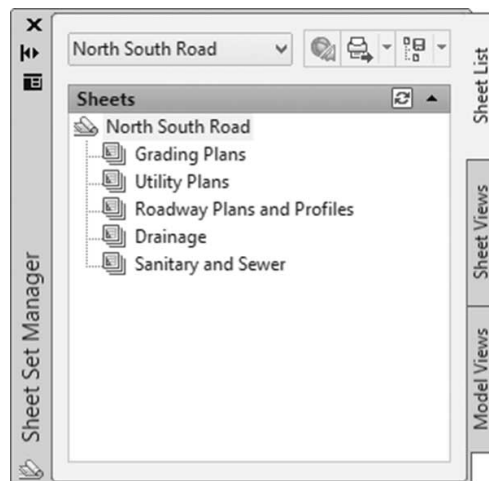 North South Road
Sheets
North South Road
Grading Plans
Utility Plans
Roadway Plans and Profiles
Drainage
Sanitary and Sewer
Sheet Set Manager
Sheet List
Sheet Views
Model Views